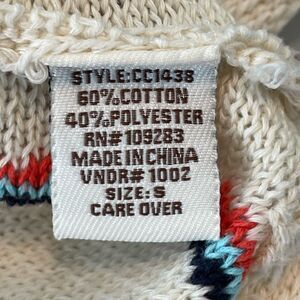 STYLE:CC1438
60%COTTON
40%POLYESTER
RN# 109283
MADE IN CHINA
VNDR# 1002
SIZE: S
CARE OVER